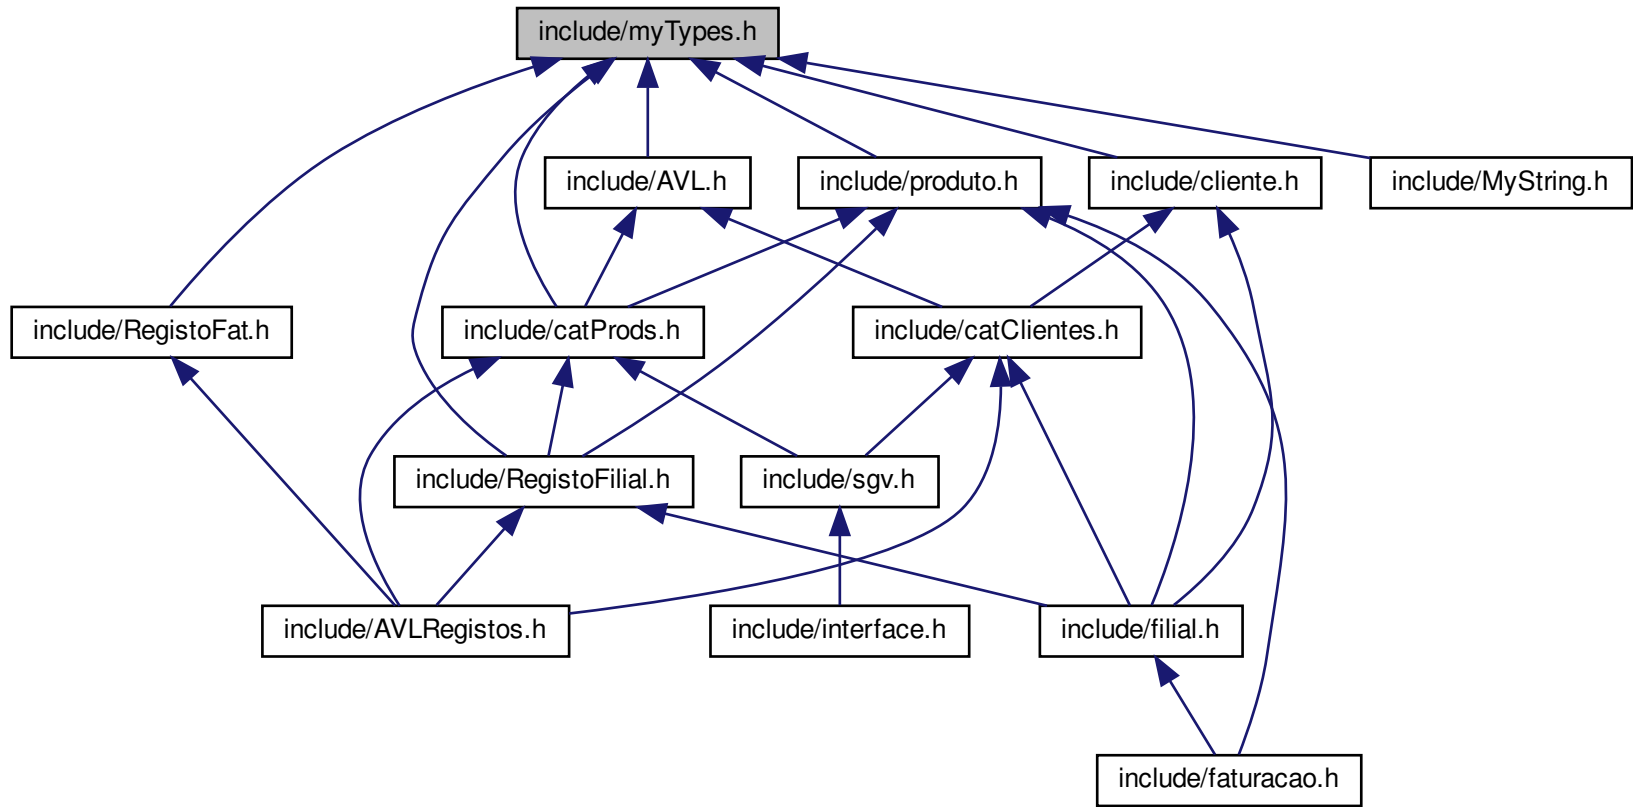 include/myTypes.h
include/AVL.h
include/produto.h
include/cliente.h
include/MyString.h
include/RegistoFat.h
include/catProds.h
include/catClientes.h
include/RegistoFilial.h
include/sgv.h
include/AVLRegistos.h
include/interface.h
include/filial.h
include/faturacao.h